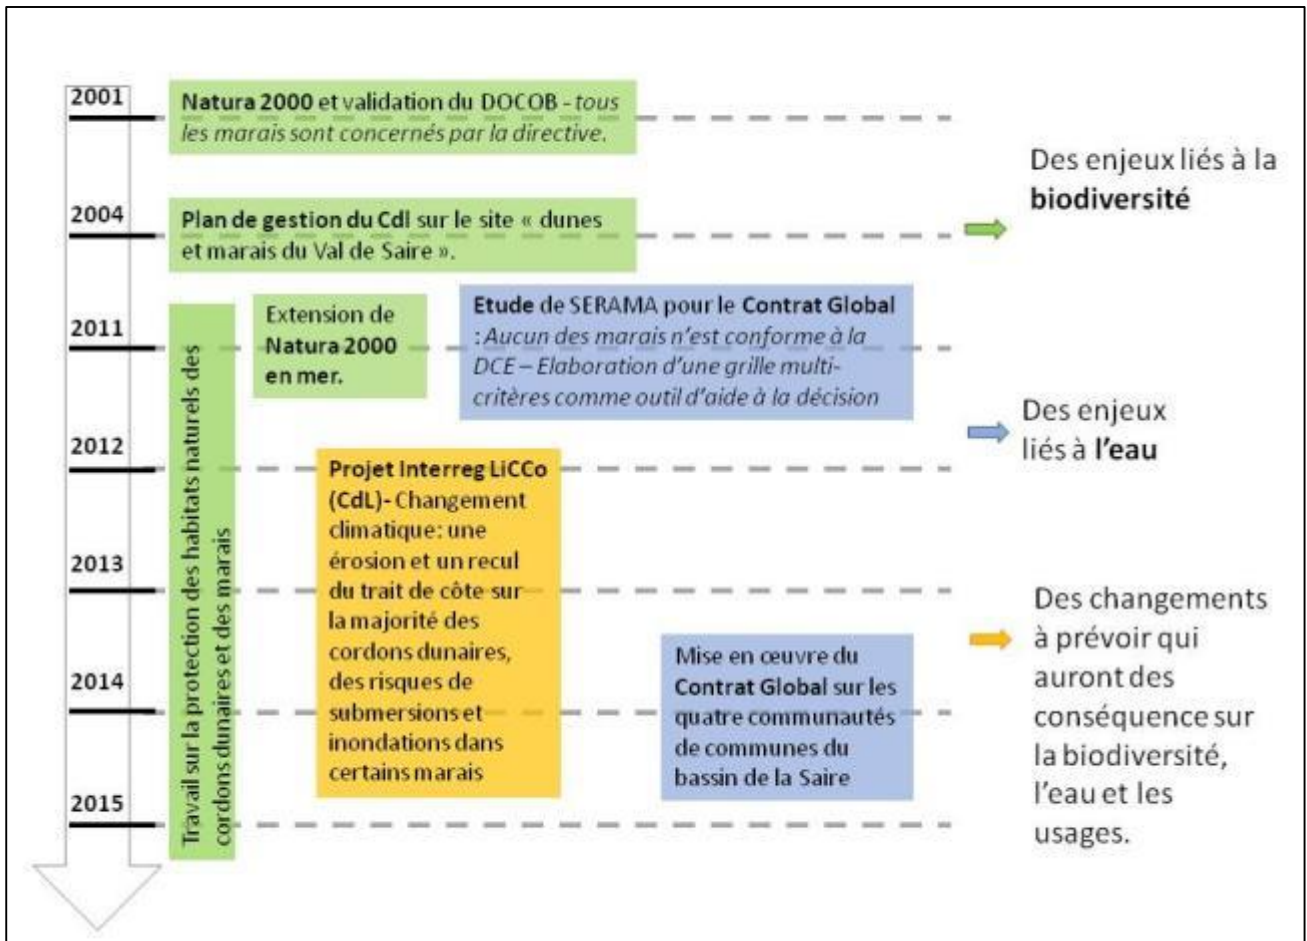 2001
Natura 2000 et validation du DOCOB - tous
les marais sont concernés par la directive.
2004
Plan de gestion du Cdl sur le site « dunes
et marais du Val de Saire ».
Des enjeux liés à la
biodiversité
2011
Extension de
Natura 2000
en mer.
Etude de SERAMA pour le Contrat Global
: Aucun des marais n'est conforme à la
DCE – Elaboration d'une grille multi-
critères comme outil d'aide à la décision
Des enjeux
liés à l'eau
2012
Travail sur la protection des habitats naturels des
cordons dunaires et des marais
Projet Interreg LiCCo
(CdL)- Changement
climatique: une
érosion et un recul
du trait de côte sur
la majorité des
cordons dunaires,
des risques de
submersions et
inondations dans
certains marais
2013
2014
Mise en œuvre du
Contrat Global sur les
quatre communautés
de communes du
bassin de la Saire
2015
Des changements
à prévoir qui
auront des
conséquence sur
la biodiversité,
l'eau et les
usages.